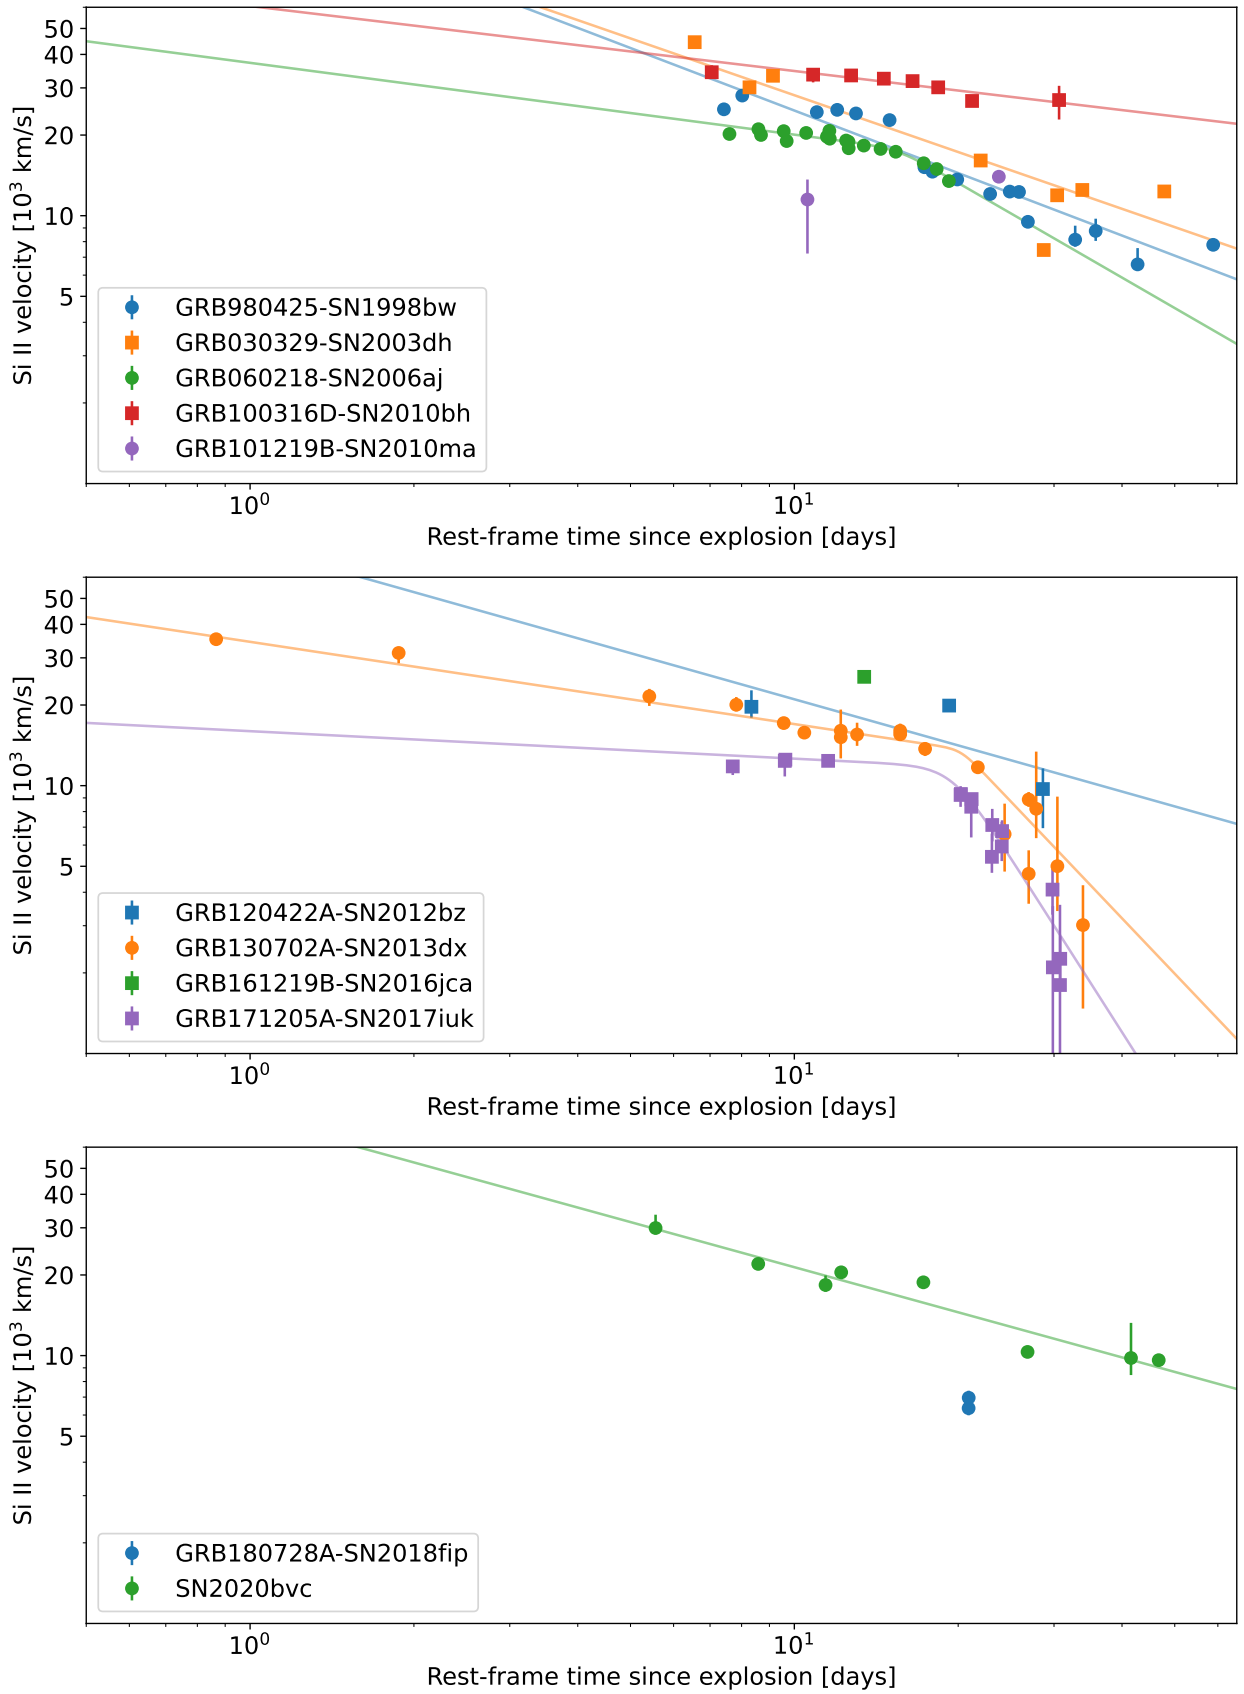 50
40
30
20
10
5
Si II velocity [10³ km/s]
GRB980425-SN1998bw
GRB030329-SN2003dh
GRB060218-SN2006aj
GRB100316D-SN2010bh
GRB101219B-SN2010ma
10⁰
10¹
Rest-frame time since explosion [days]
50
40
30
20
10
5
Si II velocity [10³ km/s]
GRB120422A-SN2012bz
GRB130702A-SN2013dx
GRB161219B-SN2016jca
GRB171205A-SN2017iuk
10⁰
10¹
Rest-frame time since explosion [days]
50
40
30
20
10
5
Si II velocity [10³ km/s]
GRB180728A-SN2018fip
SN2020bvc
10⁰
10¹
Rest-frame time since explosion [days]